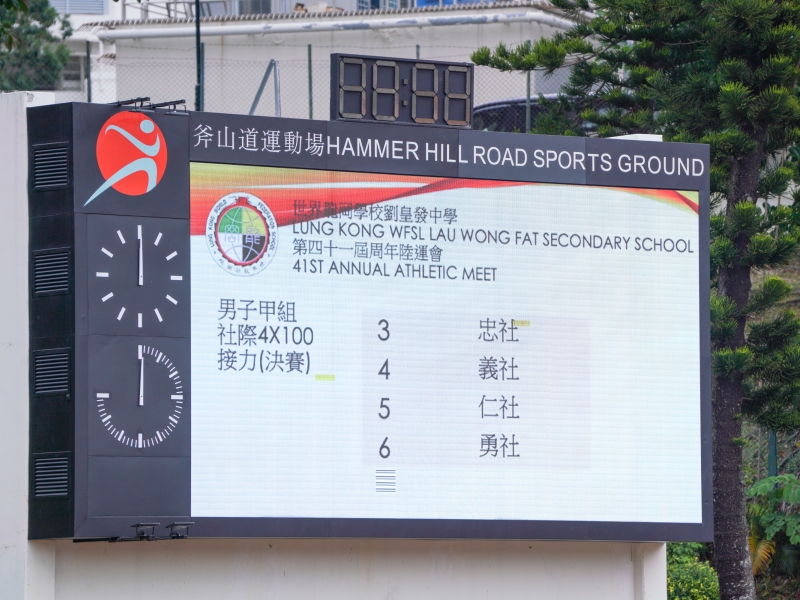 88:88
斧山道運動場HAMMER HILL ROAD SPORTS GROUND
世界龍岡學校劉皇發中學
LUNG KONG WFSL LAU WONG FAT SECONDARY SCHOOL
第四十一屆周年陸運會
41ST ANNUAL ATHLETIC MEET
男子甲組
社際4X100
接力(決賽)
3 忠社
4 義社
5 仁社
6 勇社